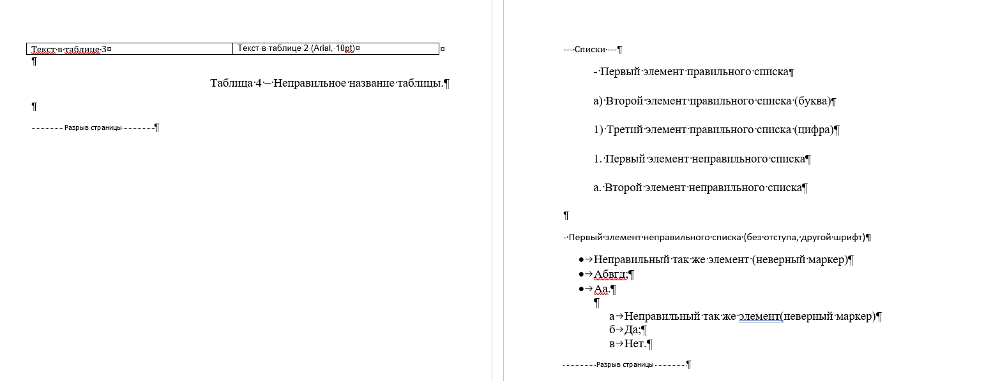 Текст в таблице 3¤ Текст в таблице 2 (Arial, 10pt)¤ ¤
¶
Таблица 4 – Неправильное название таблицы.¶
¶
Разрыв страницы¶
--- Списки ---¶
- Первый элемент правильного списка¶
а) Второй элемент правильного списка (буква)¶
1) Третий элемент правильного списка (цифра)¶
1. Первый элемент неправильного списка¶
а. Второй элемент неправильного списка¶
¶
- Первый элемент неправильного списка (без отступа, другой шрифт)¶
●→Неправильный так же элемент (неверный маркер)¶
●→Абвгд;¶
●→Аа.¶
¶
а→Неправильный так же элемент(неверный маркер)¶
б→Да;¶
в→Нет.¶
Разрыв страницы¶